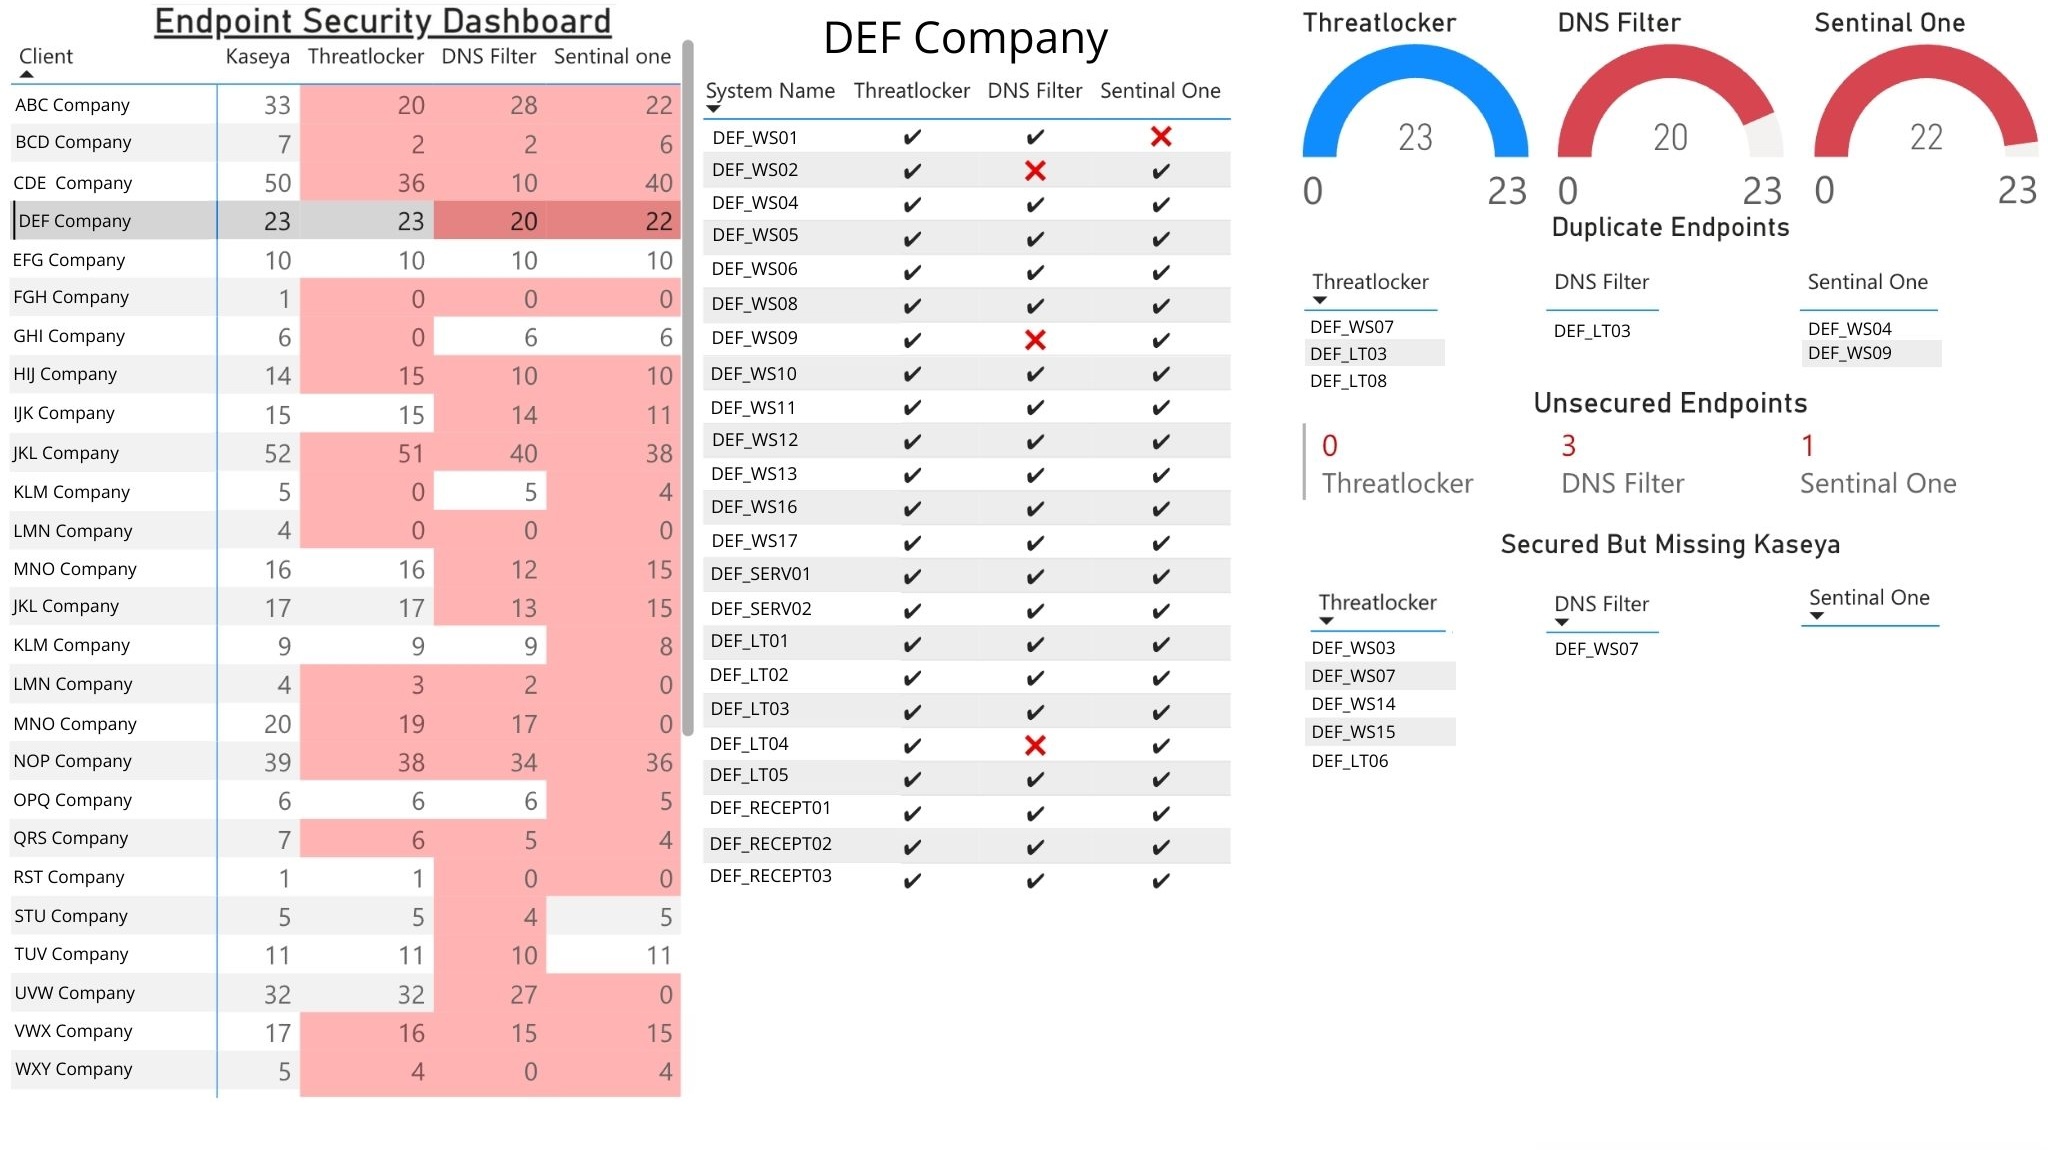 Endpoint Security Dashboard
Client Kaseya Threatlocker DNS Filter Sentinal one
ABC Company 33 20 28 22
BCD Company 7 2 2 6
CDE Company 50 36 10 40
DEF Company 23 23 20 22
EFG Company 10 10 10 10
FGH Company 1 0 0 0
GHI Company 6 0 6 6
HIJ Company 14 15 10 10
IJK Company 15 15 14 11
JKL Company 52 51 40 38
KLM Company 5 0 5 4
LMN Company 4 0 0 0
MNO Company 16 16 12 15
JKL Company 17 17 13 15
KLM Company 9 9 9 8
LMN Company 4 3 2 0
MNO Company 20 19 17 0
NOP Company 39 38 34 36
OPQ Company 6 6 6 5
QRS Company 7 6 5 4
RST Company 1 1 0 0
STU Company 5 5 4 5
TUV Company 11 11 10 11
UVW Company 32 32 27 0
VWX Company 17 16 15 15
WXY Company 5 4 0 4
DEF Company
System Name Threatlocker DNS Filter Sentinal One
DEF_WS01 ✔ ✔ ❌
DEF_WS02 ✔ ❌ ✔
DEF_WS04 ✔ ✔ ✔
DEF_WS05 ✔ ✔ ✔
DEF_WS06 ✔ ✔ ✔
DEF_WS08 ✔ ✔ ✔
DEF_WS09 ✔ ❌ ✔
DEF_WS10 ✔ ✔ ✔
DEF_WS11 ✔ ✔ ✔
DEF_WS12 ✔ ✔ ✔
DEF_WS13 ✔ ✔ ✔
DEF_WS16 ✔ ✔ ✔
DEF_WS17 ✔ ✔ ✔
DEF_SERV01 ✔ ✔ ✔
DEF_SERV02 ✔ ✔ ✔
DEF_LT01 ✔ ✔ ✔
DEF_LT02 ✔ ✔ ✔
DEF_LT03 ✔ ✔ ✔
DEF_LT04 ✔ ❌ ✔
DEF_LT05 ✔ ✔ ✔
DEF_RECEPT01 ✔ ✔ ✔
DEF_RECEPT02 ✔ ✔ ✔
DEF_RECEPT03 ✔ ✔ ✔
Threatlocker DNS Filter Sentinal One
23 20 22
0 23 0 23 0 23
Duplicate Endpoints
Threatlocker DNS Filter Sentinal One
DEF_WS07 DEF_LT03 DEF_WS04
DEF_LT03 DEF_WS09
DEF_LT08
Unsecured Endpoints
0 3 1
Threatlocker DNS Filter Sentinal One
Secured But Missing Kaseya
Threatlocker DNS Filter Sentinal One
DEF_WS03 DEF_WS07
DEF_WS07
DEF_WS14
DEF_WS15
DEF_LT06